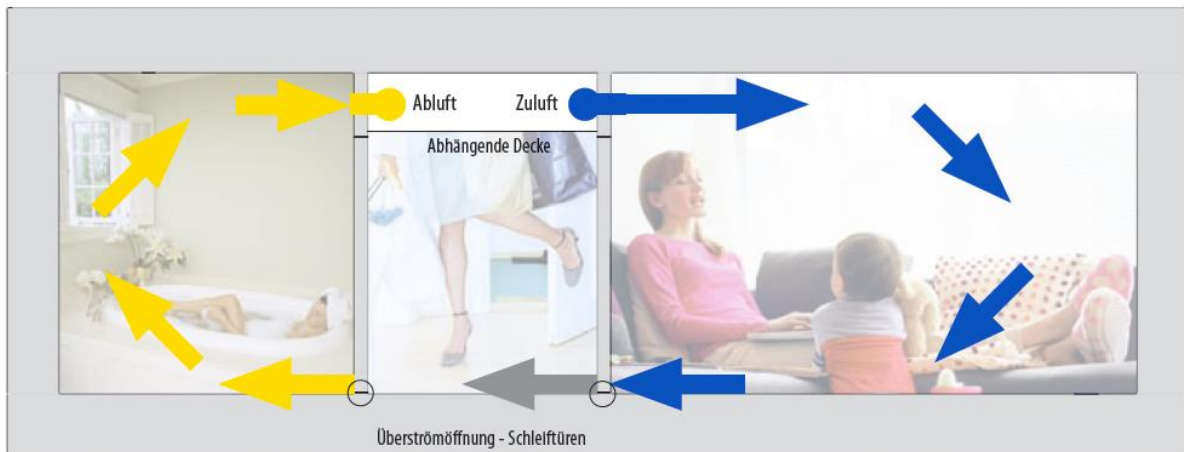 Abluft Zuluft
Abhängende Decke
Überströmöffnung - Schleiftüren